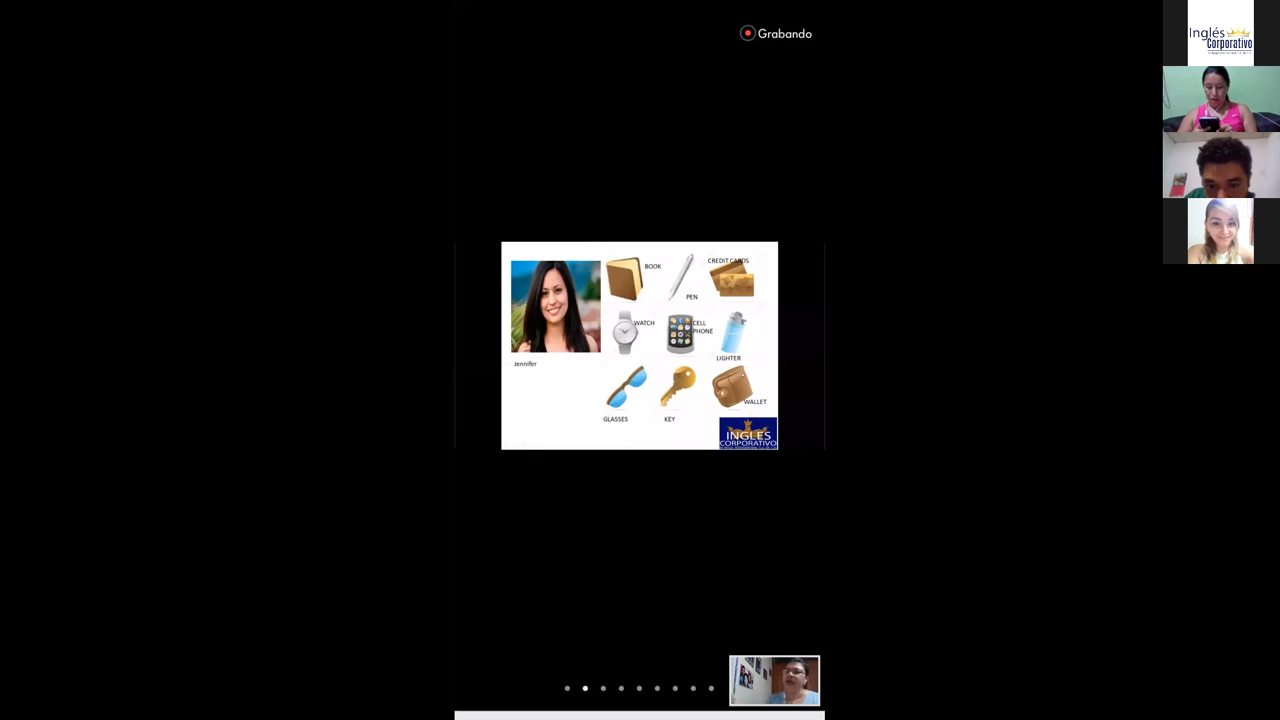 Grabando
Inglés
Corporativo
BOOK
CREDIT CARDS
PEN
WATCH
CELL
PHONE
LIGHTER
Jennifer
WALLET
GLASSES
KEY
INGLES
CORPORATIVO